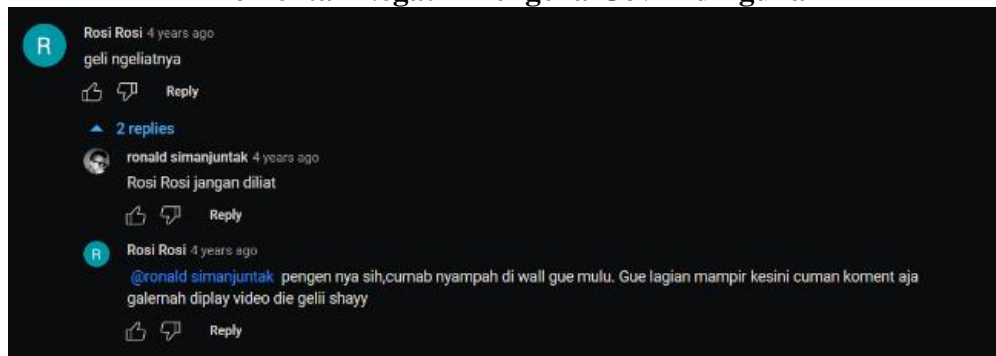 R
Rosi Rosi 4 years ago
geli ngeliatnya
Reply
2 replies
ronald simanjuntak 4 years ago
Rosi Rosi jangan diliat
Reply
R
Rosi Rosi 4 years ago
@ronald simanjuntak pengen nya sih,cumab nyampah di wall gue mulu. Gue lagian mampir kesini cuman koment aja
galernah diplay video die gelii shayy
Reply